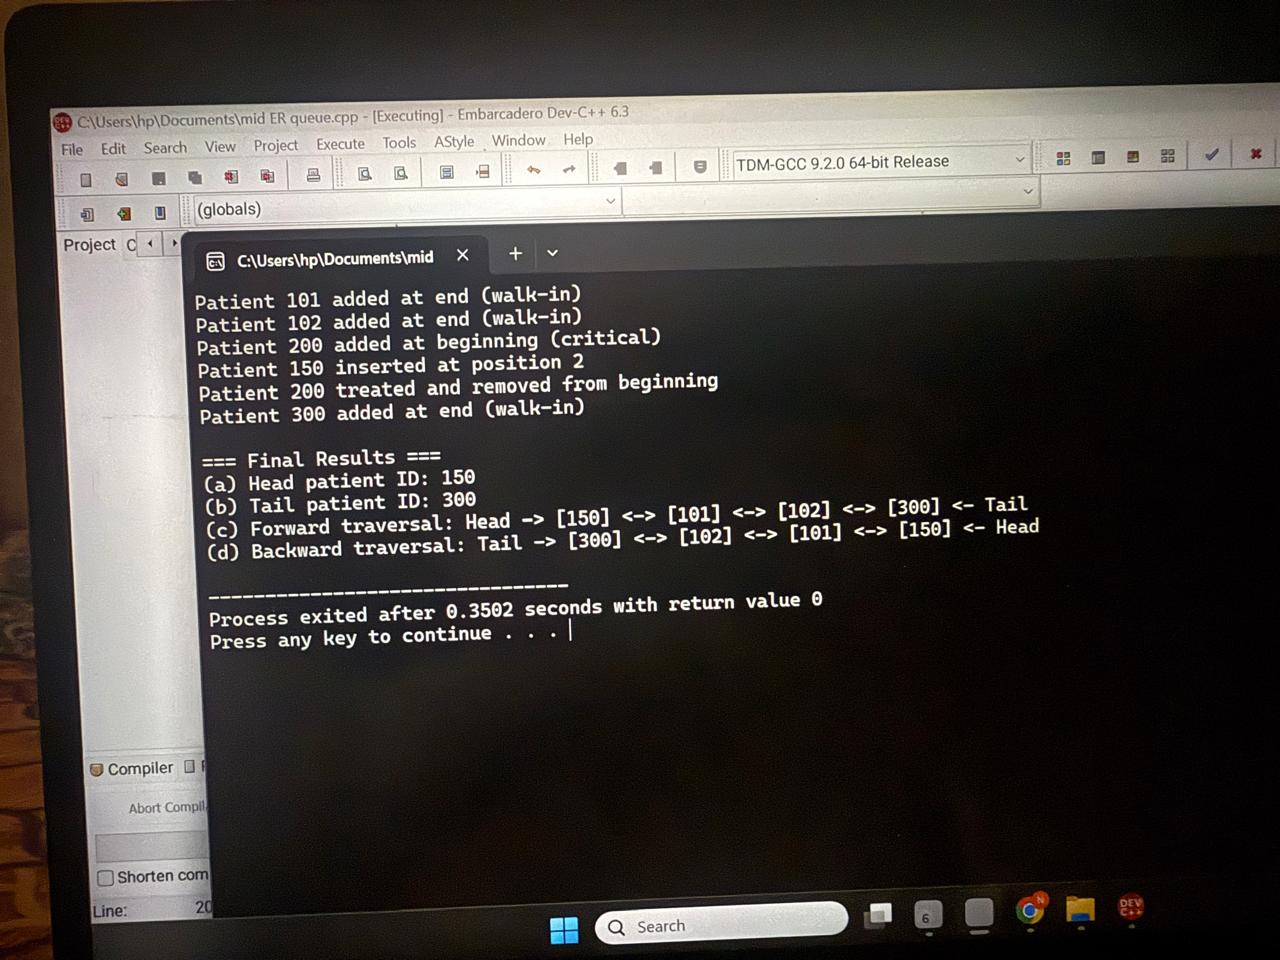 C:\Users\hp\Documents\mid ER queue.cpp - [Executing] - Embarcadero Dev-C++ 6.3
File Edit Search View Project Execute Tools AStyle Window Help
TDM-GCC 9.2.0 64-bit Release
(globals)
Project C
C:\Users\hp\Documents\mid
Patient 101 added at end (walk-in)
Patient 102 added at end (walk-in)
Patient 200 added at beginning (critical)
Patient 150 inserted at position 2
Patient 200 treated and removed from beginning
Patient 300 added at end (walk-in)
=== Final Results ===
(a) Head patient ID: 150
(b) Tail patient ID: 300
(c) Forward traversal: Head -> [150] <-> [101] <-> [102] <-> [300] <- Tail
(d) Backward traversal: Tail -> [300] <-> [102] <-> [101] <-> [150] <- Head
--------------------------------
Process exited after 0.3502 seconds with return value 0
Press any key to continue . . .
Compiler
Abort Compil
Shorten com
Line: 20
Search
6
N
DEV C++